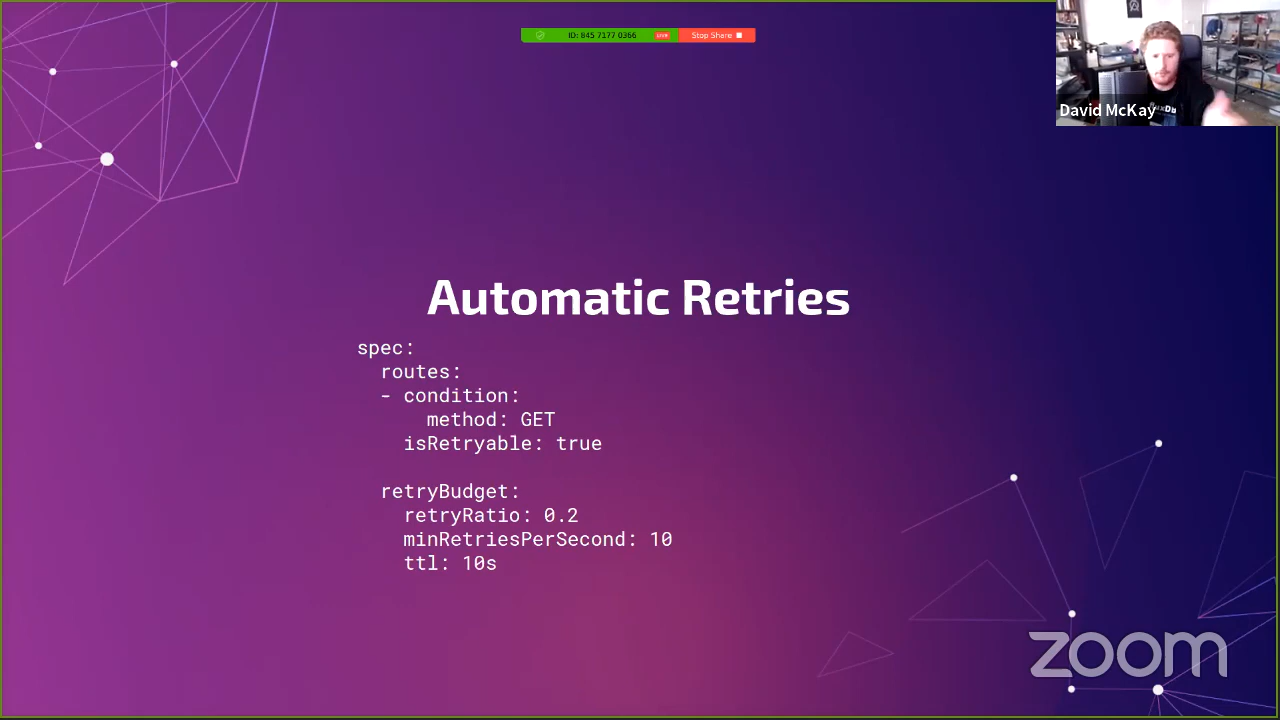 ID: 845 7177 0366 LIVE Stop Share
David McKay
Automatic Retries
spec:
  routes:
  - condition:
      method: GET
    isRetryable: true
  retryBudget:
    retryRatio: 0.2
    minRetriesPerSecond: 10
    ttl: 10s
zoom